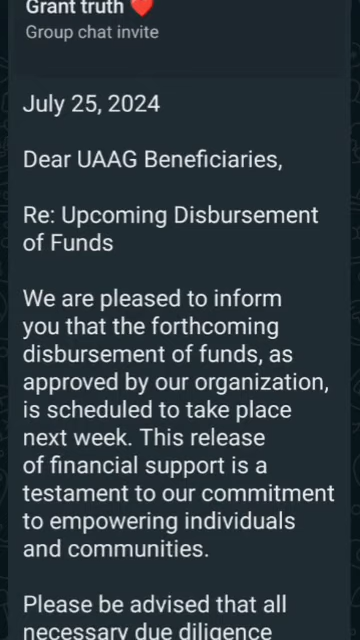 Grant truth ❤️
Group chat invite
July 25, 2024
Dear UAAG Beneficiaries,
Re: Upcoming Disbursement
of Funds
We are pleased to inform
you that the forthcoming
disbursement of funds, as
approved by our organization,
is scheduled to take place
next week. This release
of financial support is a
testament to our commitment
to empowering individuals
and communities.
Please be advised that all
necessary due diligence